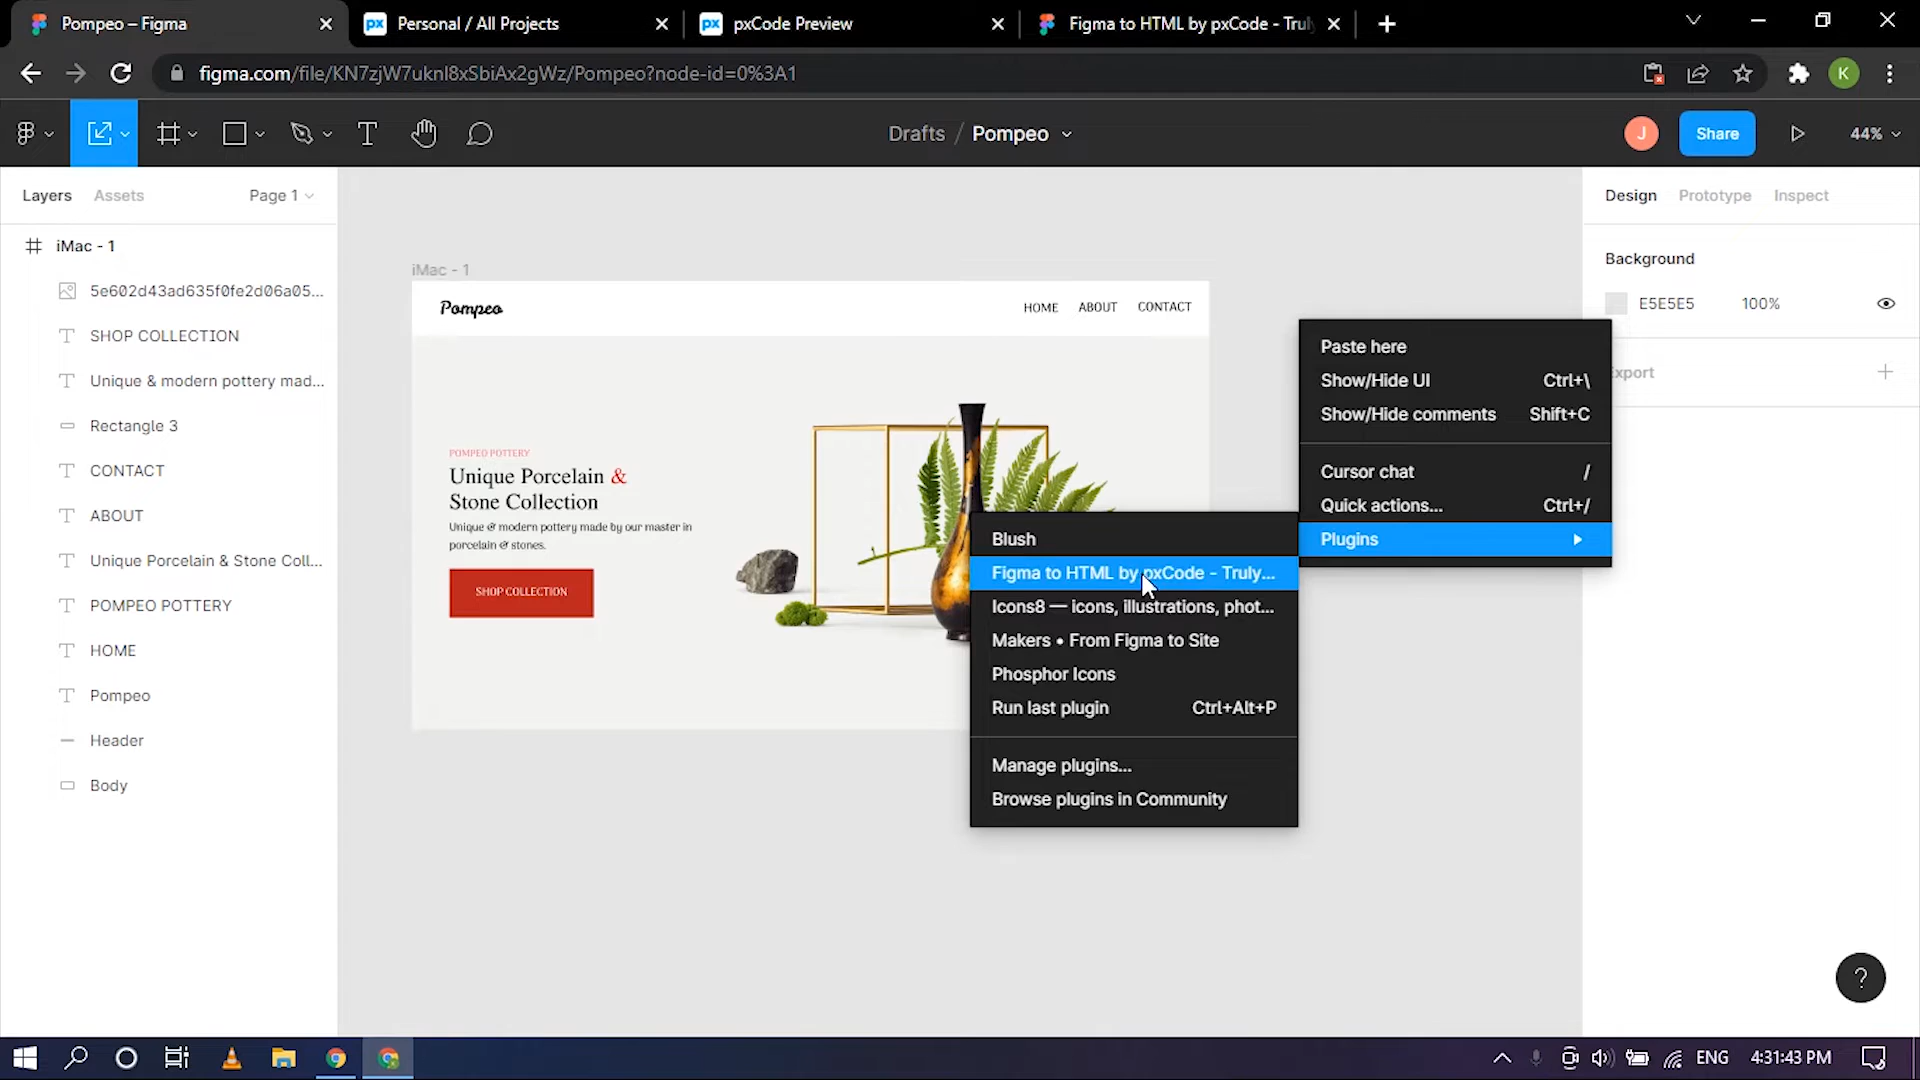 Pompeo – Figma
Personal / All Projects
pxCode Preview
Figma to HTML by pxCode - Trul
figma.com/file/KN7zjW7uknl8xSbiAx2gWz/Pompeo?node-id=0%3A1
K
Drafts / Pompeo
J
Share
44%
Layers
Assets
Page 1
Design
Prototype
Inspect
iMac - 1
5e602d43ad635f0fe2d06a05...
SHOP COLLECTION
Unique & modern pottery mad...
Rectangle 3
CONTACT
ABOUT
Unique Porcelain & Stone Coll...
POMPEO POTTERY
HOME
Pompeo
Header
Body
iMac - 1
Pompeo
HOME
ABOUT
CONTACT
POMPEO POTTERY
Unique Porcelain &
Stone Collection
Unique & modern pottery made by our master in
porcelain & stones.
SHOP COLLECTION
Background
E5E5E5
100%
xport
Paste here
Show/Hide UI Ctrl+\
Show/Hide comments Shift+C
Cursor chat /
Quick actions... Ctrl+/
Plugins
Blush
Figma to HTML by pxCode - Truly...
Icons8 — icons, illustrations, phot...
Makers • From Figma to Site
Phosphor Icons
Run last plugin Ctrl+Alt+P
Manage plugins...
Browse plugins in Community
?
ENG
4:31:43 PM